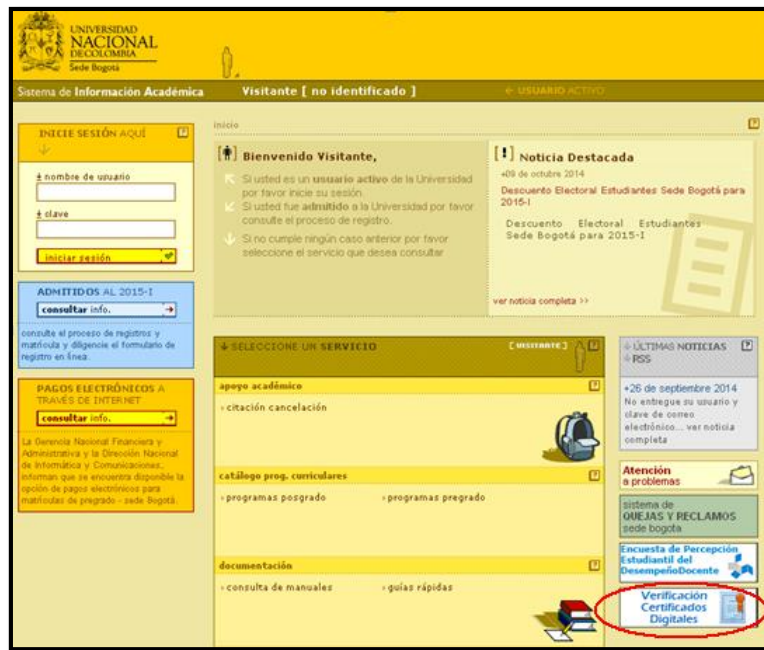 UNIVERSIDAD
NACIONAL
DE COLOMBIA
Sede Bogotá
Sistema de Información Académica
Visitante [ no identificado ]
← USUARIO ACTIVO
INICIE SESIÓN AQUÍ
nombre de usuario
clave
iniciar sesión
ADMITIDOS AL 2015-I
consultar info.
consulte el proceso de registros y
matrícula y diligencie el formulario de
registro en línea.
PAGOS ELECTRÓNICOS A
TRAVÉS DE INTERNET
consultar info.
La Gerencia Nacional Financiera y
Administrativa y la Dirección Nacional
de Informática y Comunicaciones,
informan que se encuentra disponible la
opción de pagos electrónicos para
matrículas de pregrado - sede Bogotá.
inicio
Bienvenido Visitante,
Si usted es un usuario activo de la Universidad
por favor inicie su sesión.
Si usted fue admitido a la Universidad por favor
consulte el proceso de registro.
Si no cumple ningún caso anterior por favor
seleccione el servicio que desea consultar
[!] Noticia Destacada
+09 de octubre 2014
Descuento Electoral Estudiantes Sede Bogotá para
2015-I
Descuento Electoral Estudiantes
Sede Bogotá para 2015-I
ver noticia completa >>
SELECCIONE UN SERVICIO
[ VISITANTE ]
apoyo académico
› citación cancelación
catálogo prog. curriculares
› programas posgrado
› programas pregrado
documentación
› consulta de manuales
› guías rápidas
ÚLTIMAS NOTICIAS
RSS
+26 de septiembre 2014
No entregue su usuario y
clave de correo
electrónico... ver noticia
completa
Atención
a problemas
sistema de
QUEJAS Y RECLAMOS
sede bogota
Encuesta de Percepción
Estudiantil del
DesempeñoDocente
Verificación
Certificados
Digitales